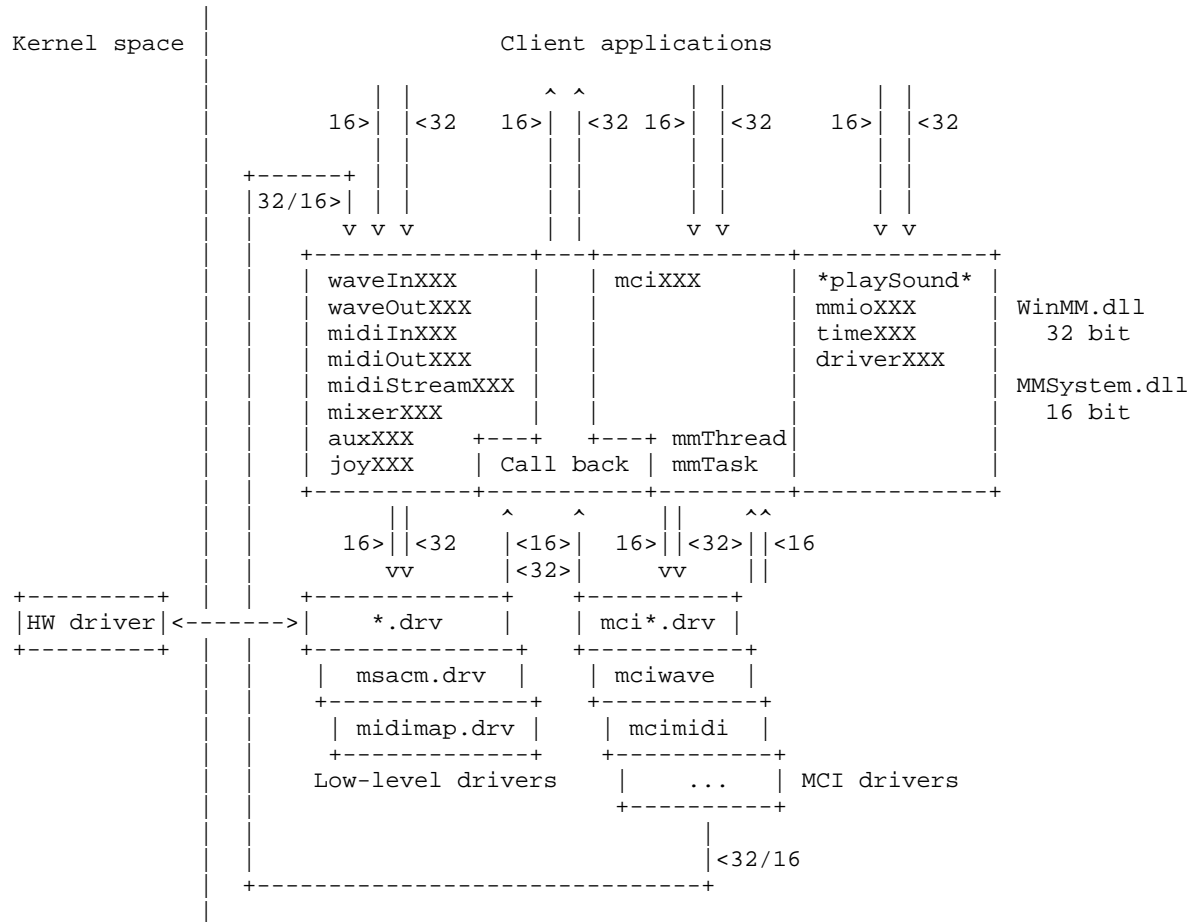 Kernel space | Client applications
16>| |<32 16>| |<32 16>| |<32 16>| |<32
|32/16>|
waveInXXX | | mciXXX | *playSound*
waveOutXXX | | | mmioXXX | WinMM.dll
midiInXXX | | | timeXXX | 32 bit
midiOutXXX | | | driverXXX
midiStreamXXX | | | | MMSystem.dll
mixerXXX | | | | 16 bit
auxXXX +---+ +---+ mmThread|
joyXXX | Call back | mmTask |
16>||<32 |<16>| 16>||<32>||<16
vv |<32>| vv ||
|HW driver|<------->| *.drv | | mci*.drv |
| msacm.drv | | mciwave |
| midimap.drv | | mcimidi |
Low-level drivers | ... | MCI drivers
|<32/16